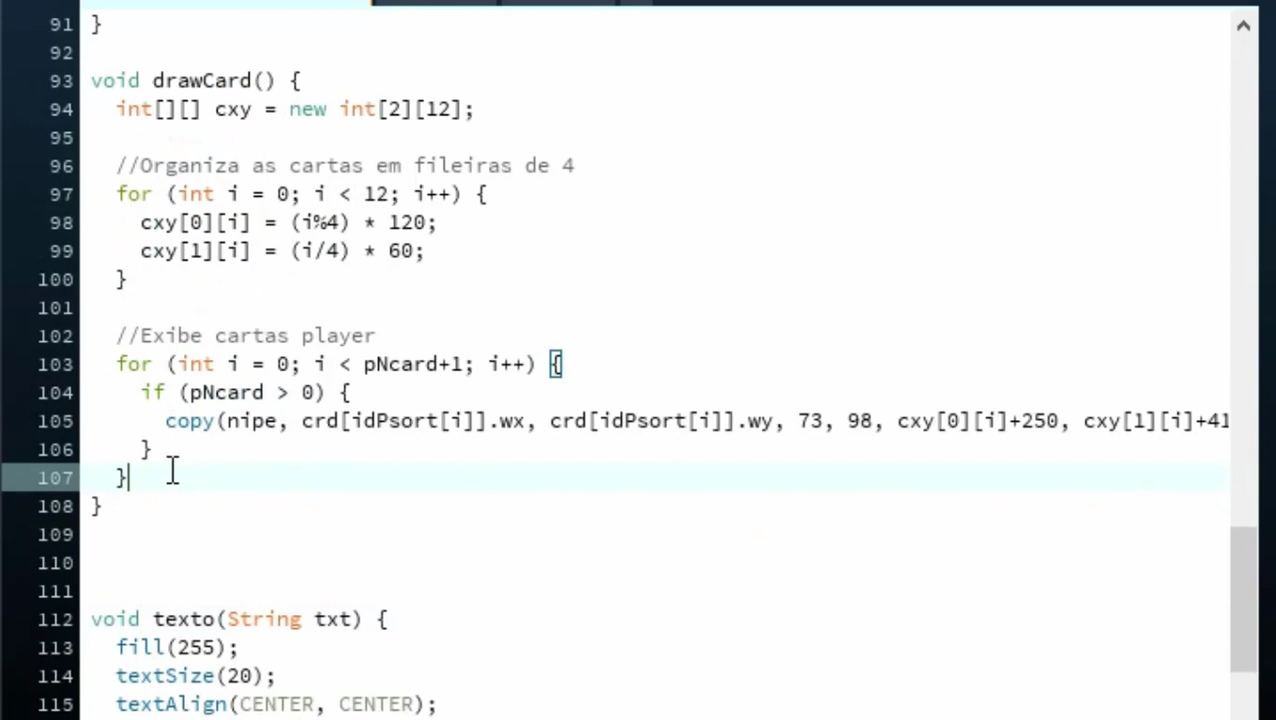 91 }
92
93 void drawCard() {
94   int[][] cxy = new int[2][12];
95
96   //Organiza as cartas em fileiras de 4
97   for (int i = 0; i < 12; i++) {
98     cxy[0][i] = (i%4) * 120;
99     cxy[1][i] = (i/4) * 60;
100   }
101
102   //Exibe cartas player
103   for (int i = 0; i < pNcard+1; i++) {
104     if (pNcard > 0) {
105       copy(nipe, crd[idPsort[i]].wx, crd[idPsort[i]].wy, 73, 98, cxy[0][i]+250, cxy[1][i]+41
106     }
107   }
108 }
109
110
111
112 void texto(String txt) {
113   fill(255);
114   textSize(20);
115   textAlign(CENTER, CENTER);